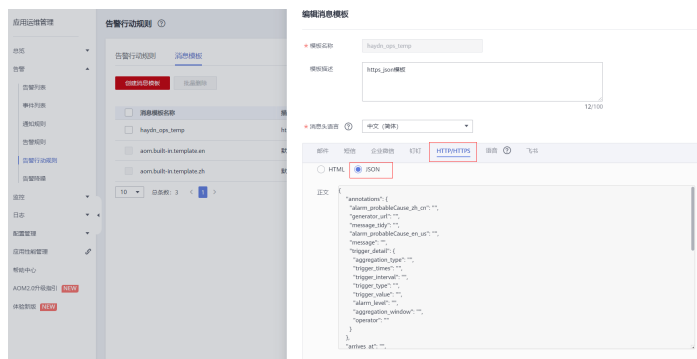 应用运维管理
总览
告警
告警列表
事件列表
通知规则
告警规则
告警行动规则
告警降噪
监控
日志
配置管理
应用性能管理
帮助中心
AOM2.0升级指引 NEW
体验新版 NEW
告警行动规则
告警行动规则 消息模板
创建消息模板 批量删除
消息模板名称
haydn_ops_temp
aom.built-in.template.en
aom.built-in.template.zh
10 总条数: 3 < 1 >
编辑消息模板
* 模板名称 haydn_ops_temp
模板描述 https_json模板
12/100
* 消息头语言 ? 中文 (简体)
邮件 短信 企业微信 钉钉 HTTP/HTTPS 语音 ? 飞书
HTML JSON
正文 {
"annotations": {
"alarm_probableCause_zh_cn": "",
"generator_url": "",
"message_tidy": "",
"alarm_probableCause_en_us": "",
"message": "",
"trigger_detail": {
"aggregation_type": "",
"trigger_times": "",
"trigger_interval": "",
"trigger_type": "",
"trigger_value": "",
"alarm_level": "",
"aggregation_window": "",
"operator": ""
}
},
"arrives_at": "",